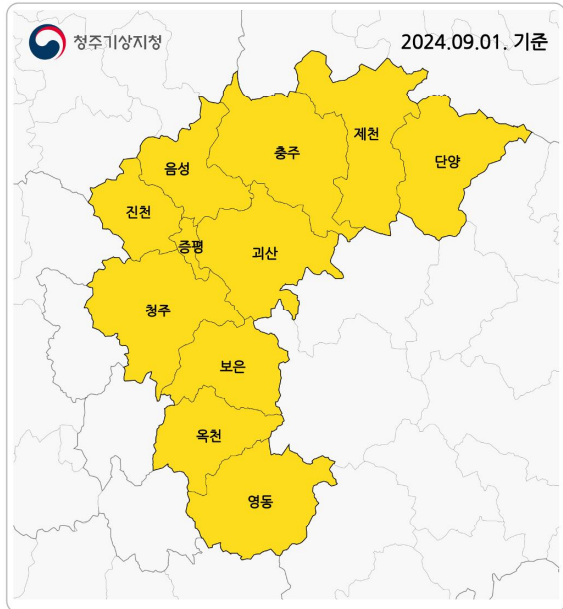 청주기상지청
2024.09.01. 기준
제천
충주
단양
음성
진천
증평
괴산
청주
보은
옥천
영동